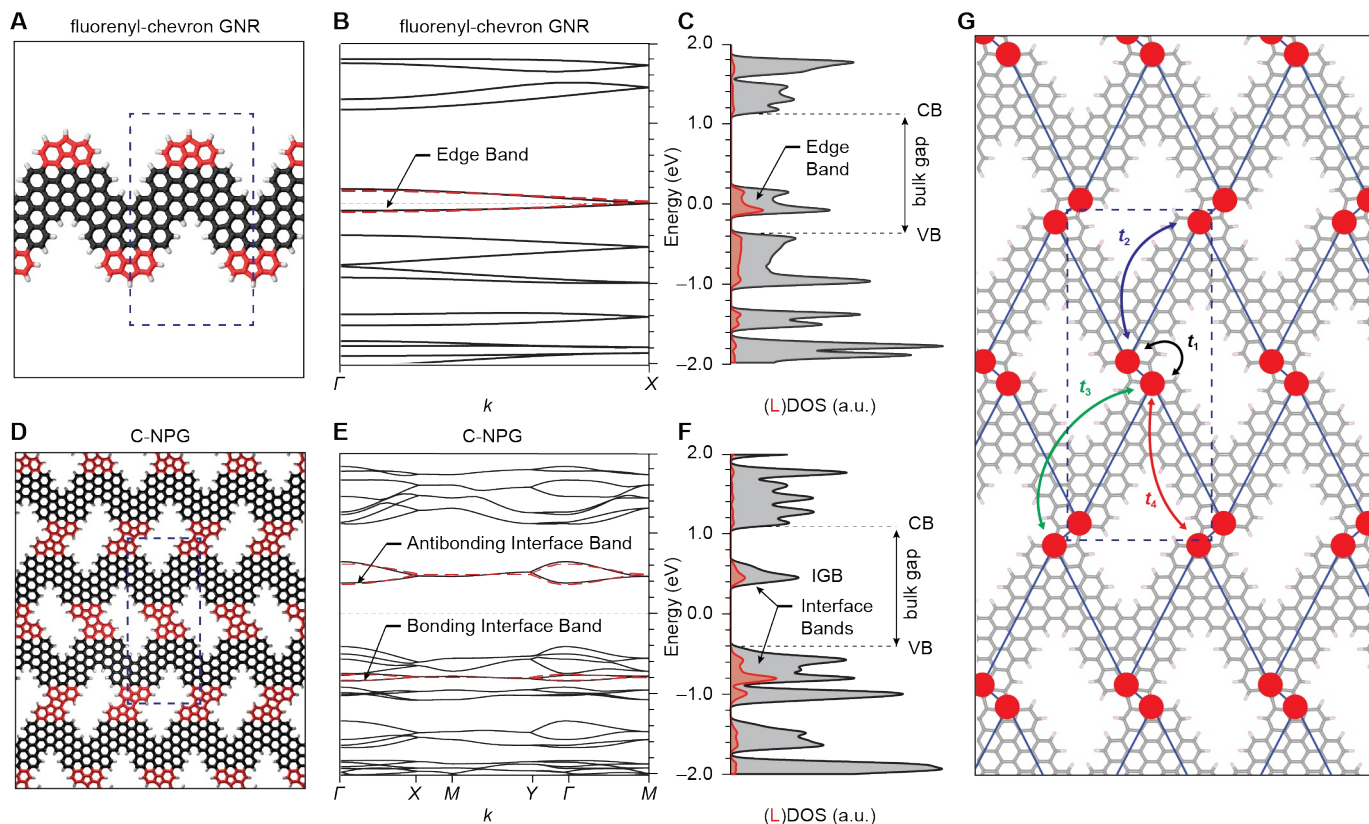 A
fluorenyl-chevron GNR
B
fluorenyl-chevron GNR
Edge Band
Γ
X
k
Energy (eV)
C
2.0
1.0
0.0
–1.0
–2.0
CB
Edge
Band
bulk gap
VB
(L)DOS (a.u.)
D
C-NPG
E
C-NPG
Antibonding Interface Band
Bonding Interface Band
Γ
X
M
Y
Γ
M
k
Energy (eV)
F
2.0
1.0
0.0
–1.0
–2.0
CB
IGB
Interface
Bands
bulk gap
VB
(L)DOS (a.u.)
G
t2
t1
t3
t4